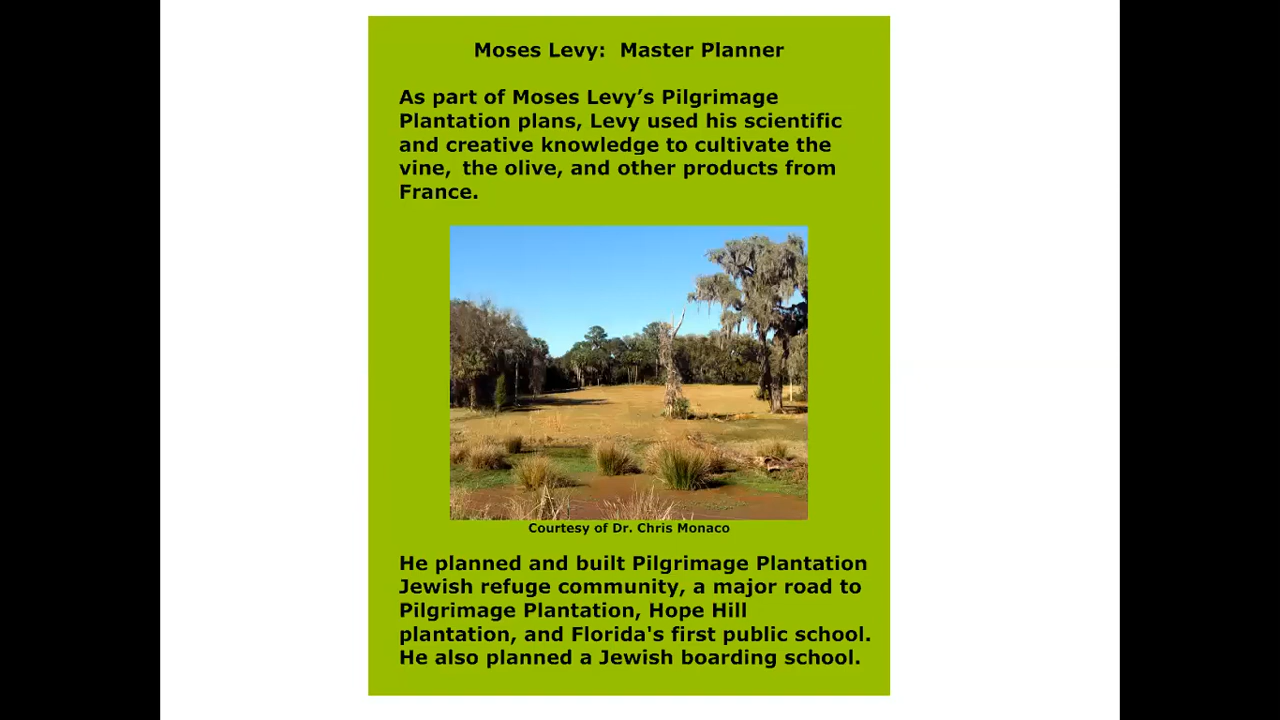 Moses Levy:  Master Planner
As part of Moses Levy’s Pilgrimage
Plantation plans, Levy used his scientific
and creative knowledge to cultivate the
vine,  the olive, and other products from
France.
Courtesy of Dr. Chris Monaco
He planned and built Pilgrimage Plantation
Jewish refuge community, a major road to
Pilgrimage Plantation, Hope Hill
plantation, and Florida's first public school.
He also planned a Jewish boarding school.